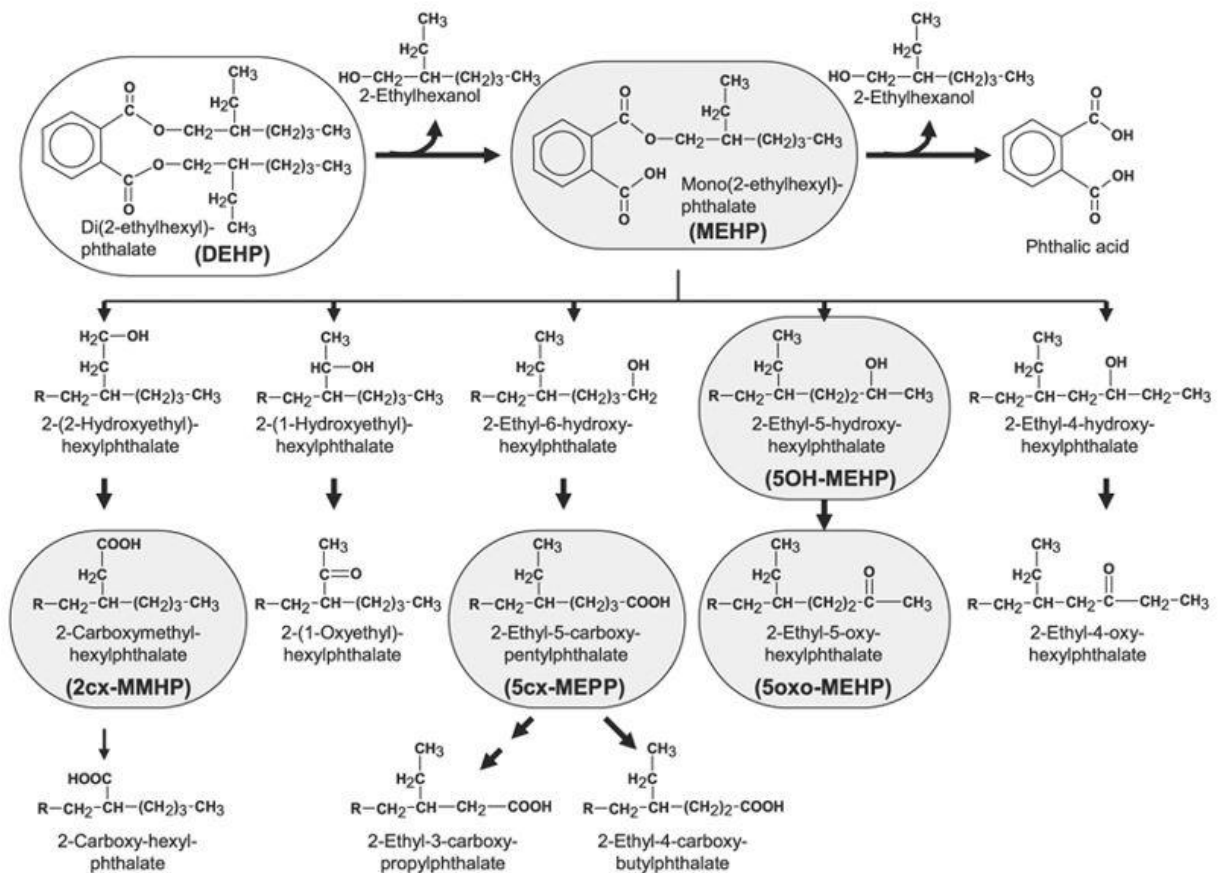 CH₃
H₂C
HO—CH₂—CH—(CH₂)₃—CH₃
2-Ethylhexanol
CH₃
H₂C
HO—CH₂—CH—(CH₂)₃—CH₃
2-Ethylhexanol
CH₃
H₂C
O
C
O—CH₂—CH—(CH₂)₃—CH₃
O—CH₂—CH—(CH₂)₃—CH₃
C
O
CH₂
CH₃
Di(2-ethylhexyl)-
phthalate
(DEHP)
CH₃
H₂C
O
C
O—CH₂—CH—(CH₂)₃—CH₃
OH
C
O
Mono(2-ethylhexyl)-
phthalate
(MEHP)
O
C
OH
OH
C
O
Phthalic acid
H₂C—OH
CH₂
R—CH₂—CH—(CH₂)₃—CH₃
2-(2-Hydroxyethyl)-
hexylphthalate
CH₃
HC—OH
R—CH₂—CH—(CH₂)₃—CH₃
2-(1-Hydroxyethyl)-
hexylphthalate
CH₃
H₂C
OH
R—CH₂—CH—(CH₂)₃—CH₂
2-Ethyl-6-hydroxy-
hexylphthalate
CH₃
H₂C
OH
R—CH₂—CH—(CH₂)₂—CH—CH₃
2-Ethyl-5-hydroxy-
hexylphthalate
(5OH-MEHP)
CH₃
H₂C
OH
R—CH₂—CH—CH₂—CH—CH₂—CH₃
2-Ethyl-4-hydroxy-
hexylphthalate
COOH
H₂C
R—CH₂—CH—(CH₂)₃—CH₃
2-Carboxymethyl-
hexylphthalate
(2cx-MMHP)
CH₃
C=O
R—CH₂—CH—(CH₂)₃—CH₃
2-(1-Oxyethyl)-
hexylphthalate
CH₃
H₂C
R—CH₂—CH—(CH₂)₃—COOH
2-Ethyl-5-carboxy-
pentylphthalate
(5cx-MEPP)
CH₃
H₂C
O
R—CH₂—CH—(CH₂)₂C—CH₃
2-Ethyl-5-oxy-
hexylphthalate
(5oxo-MEHP)
CH₃
H₂C
O
R—CH₂—CH—CH₂—C—CH₂—CH₃
2-Ethyl-4-oxy-
hexylphthalate
HOOC
R—CH₂—CH—(CH₂)₃—CH₃
2-Carboxy-hexyl-
phthalate
CH₃
H₂C
R—CH₂—CH—CH₂—COOH
2-Ethyl-3-carboxy-
propylphthalate
CH₃
H₂C
R—CH₂—CH—(CH₂)₂COOH
2-Ethyl-4-carboxy-
butylphthalate